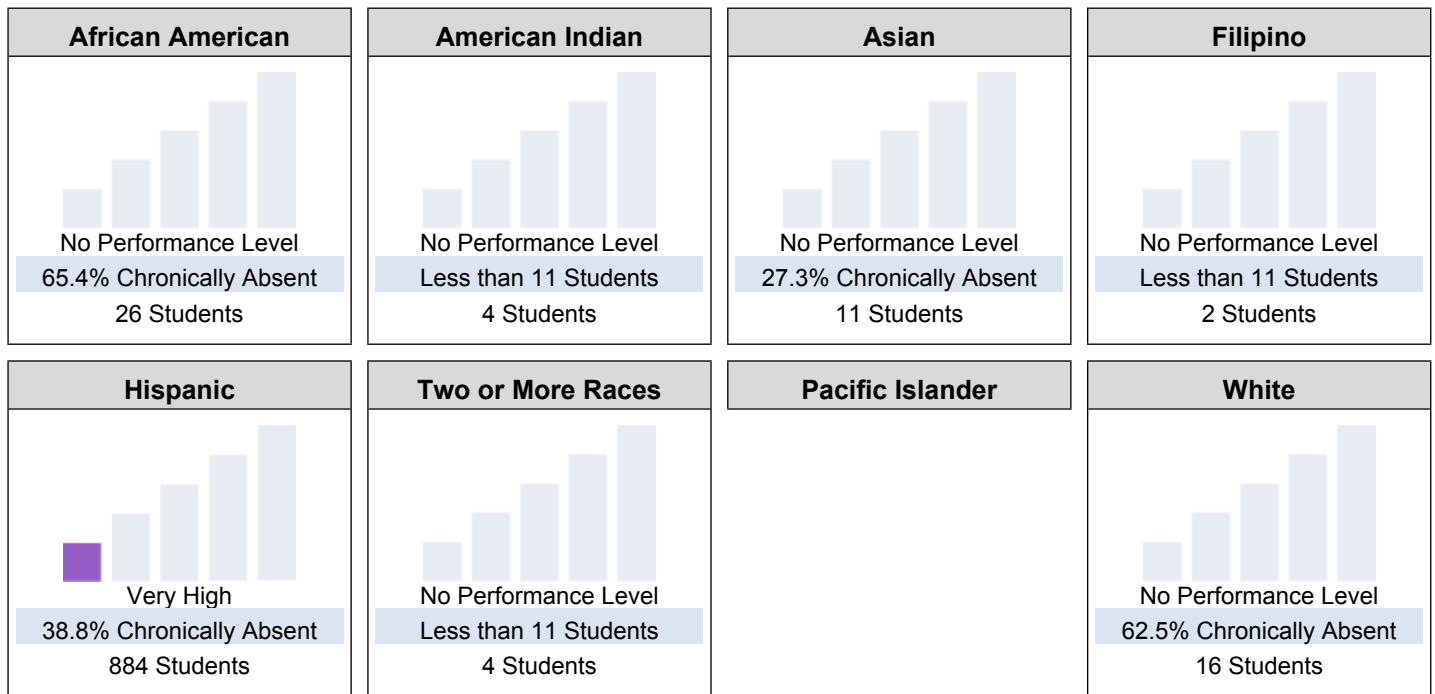 African American
American Indian
Asian
Filipino
No Performance Level
No Performance Level
No Performance Level
No Performance Level
65.4% Chronically Absent
Less than 11 Students
27.3% Chronically Absent
Less than 11 Students
26 Students
4 Students
11 Students
2 Students
Hispanic
Two or More Races
Pacific Islander
White
Very High
No Performance Level
No Performance Level
38.8% Chronically Absent
Less than 11 Students
62.5% Chronically Absent
884 Students
4 Students
16 Students